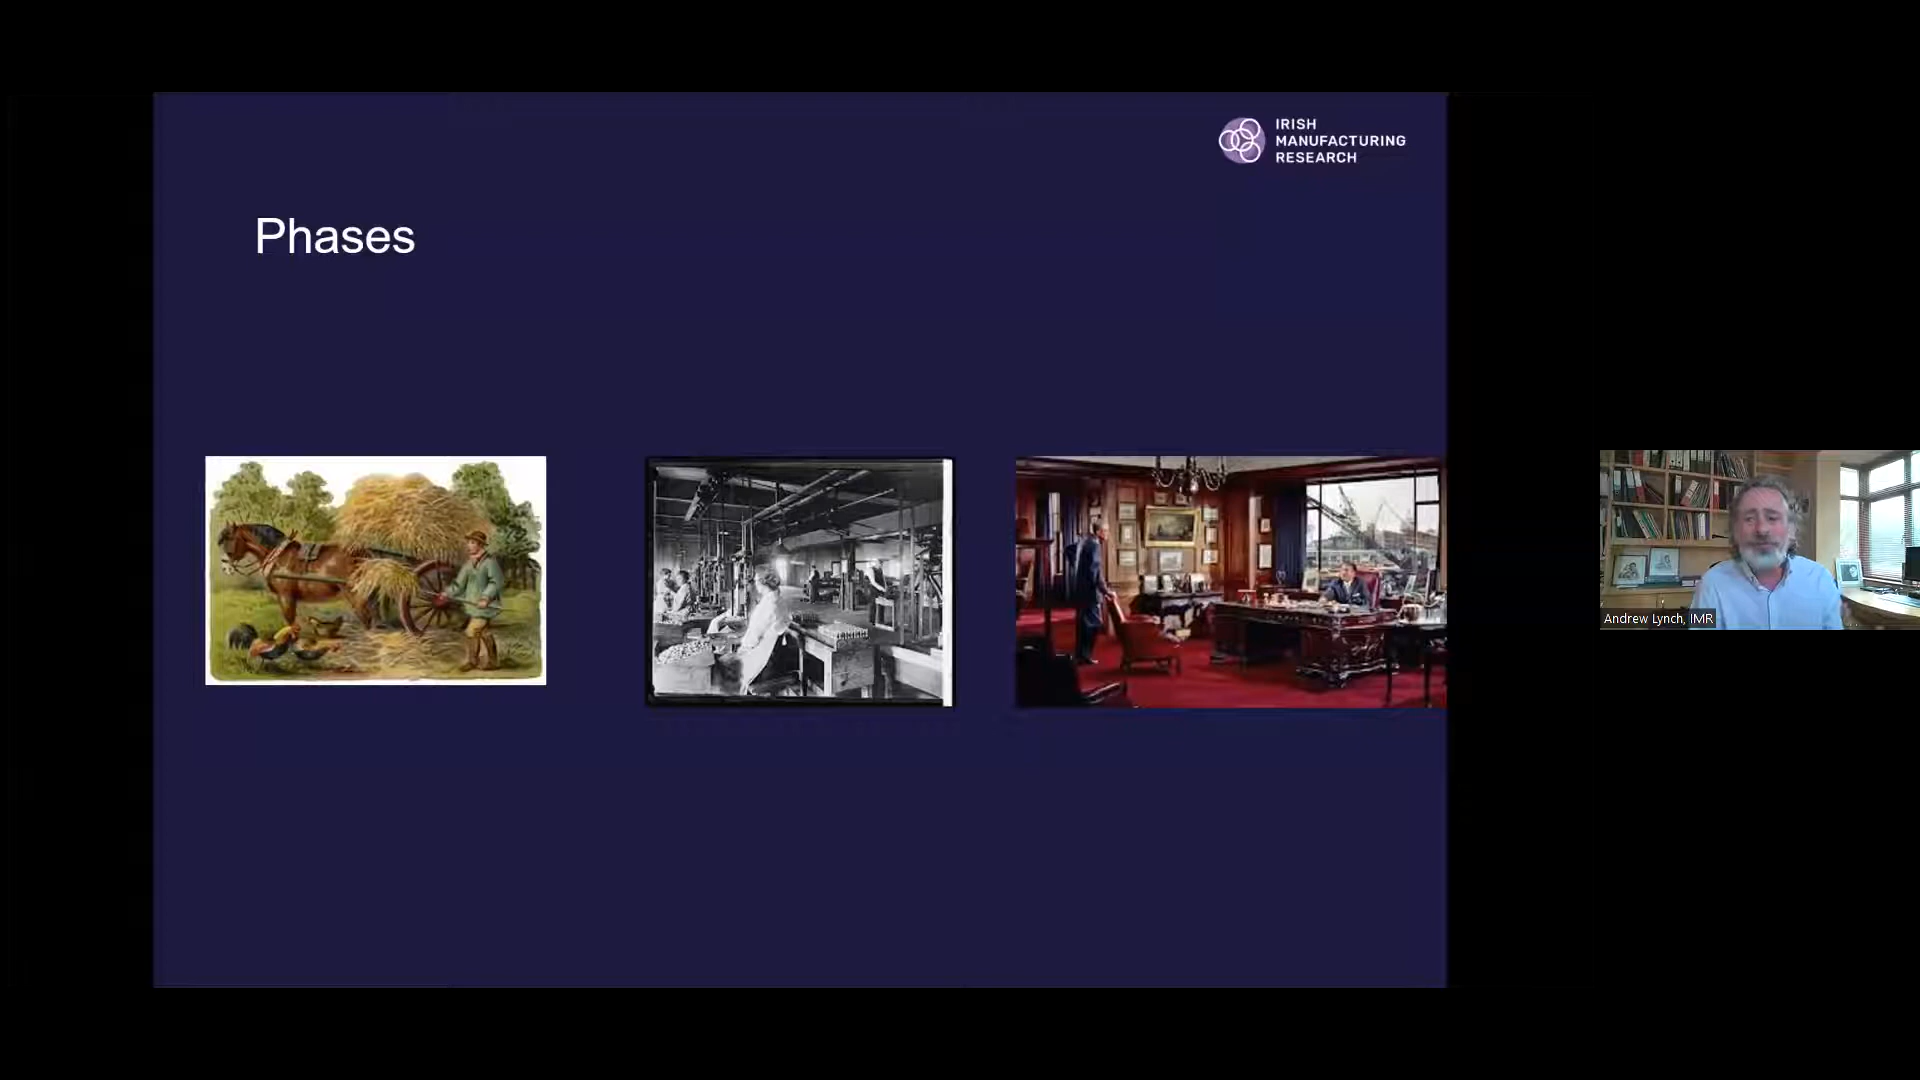 IRISH
MANUFACTURING
RESEARCH
Phases
Andrew Lynch, IMR